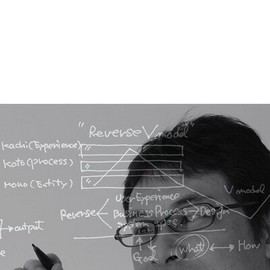 "Reverse V model"
Kachi(Experience)
Koto(process)
Mono(Entity)
V model
User Experience
Reverse Business Process → Design
output
Goal
what ↔ How